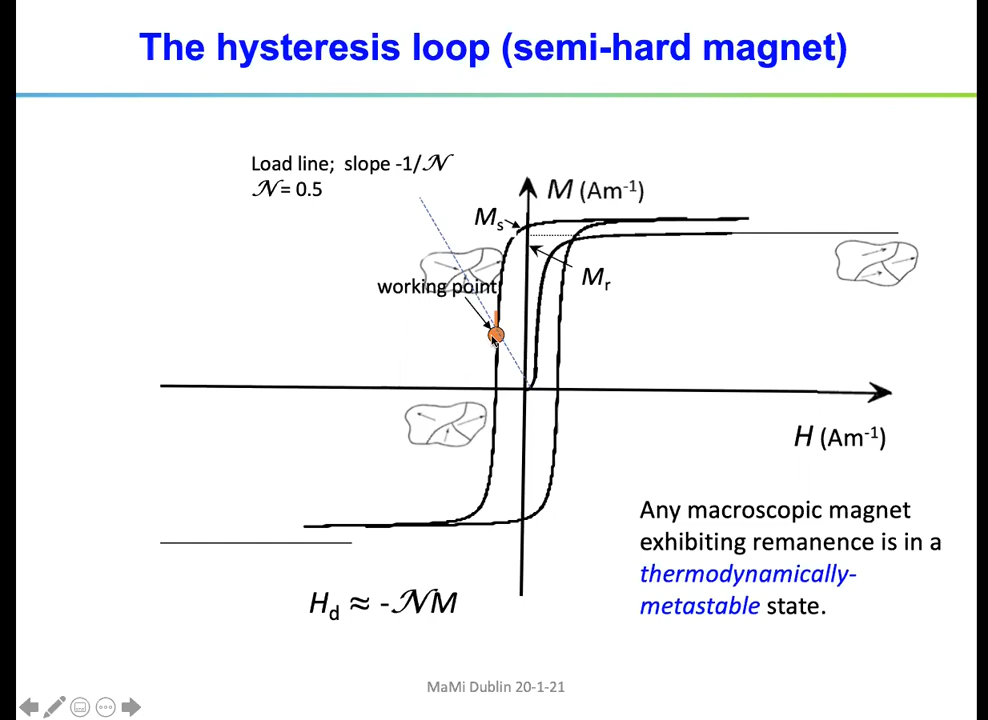 The hysteresis loop (semi-hard magnet)
Load line; slope -1/𝒩
𝒩 = 0.5
M (Am⁻¹)
Mₛ
working point
Mᵣ
H (Am⁻¹)
Any macroscopic magnet
exhibiting remanence is in a
thermodynamically-
metastable state.
H_d ≈ -𝒩M
MaMi Dublin 20-1-21